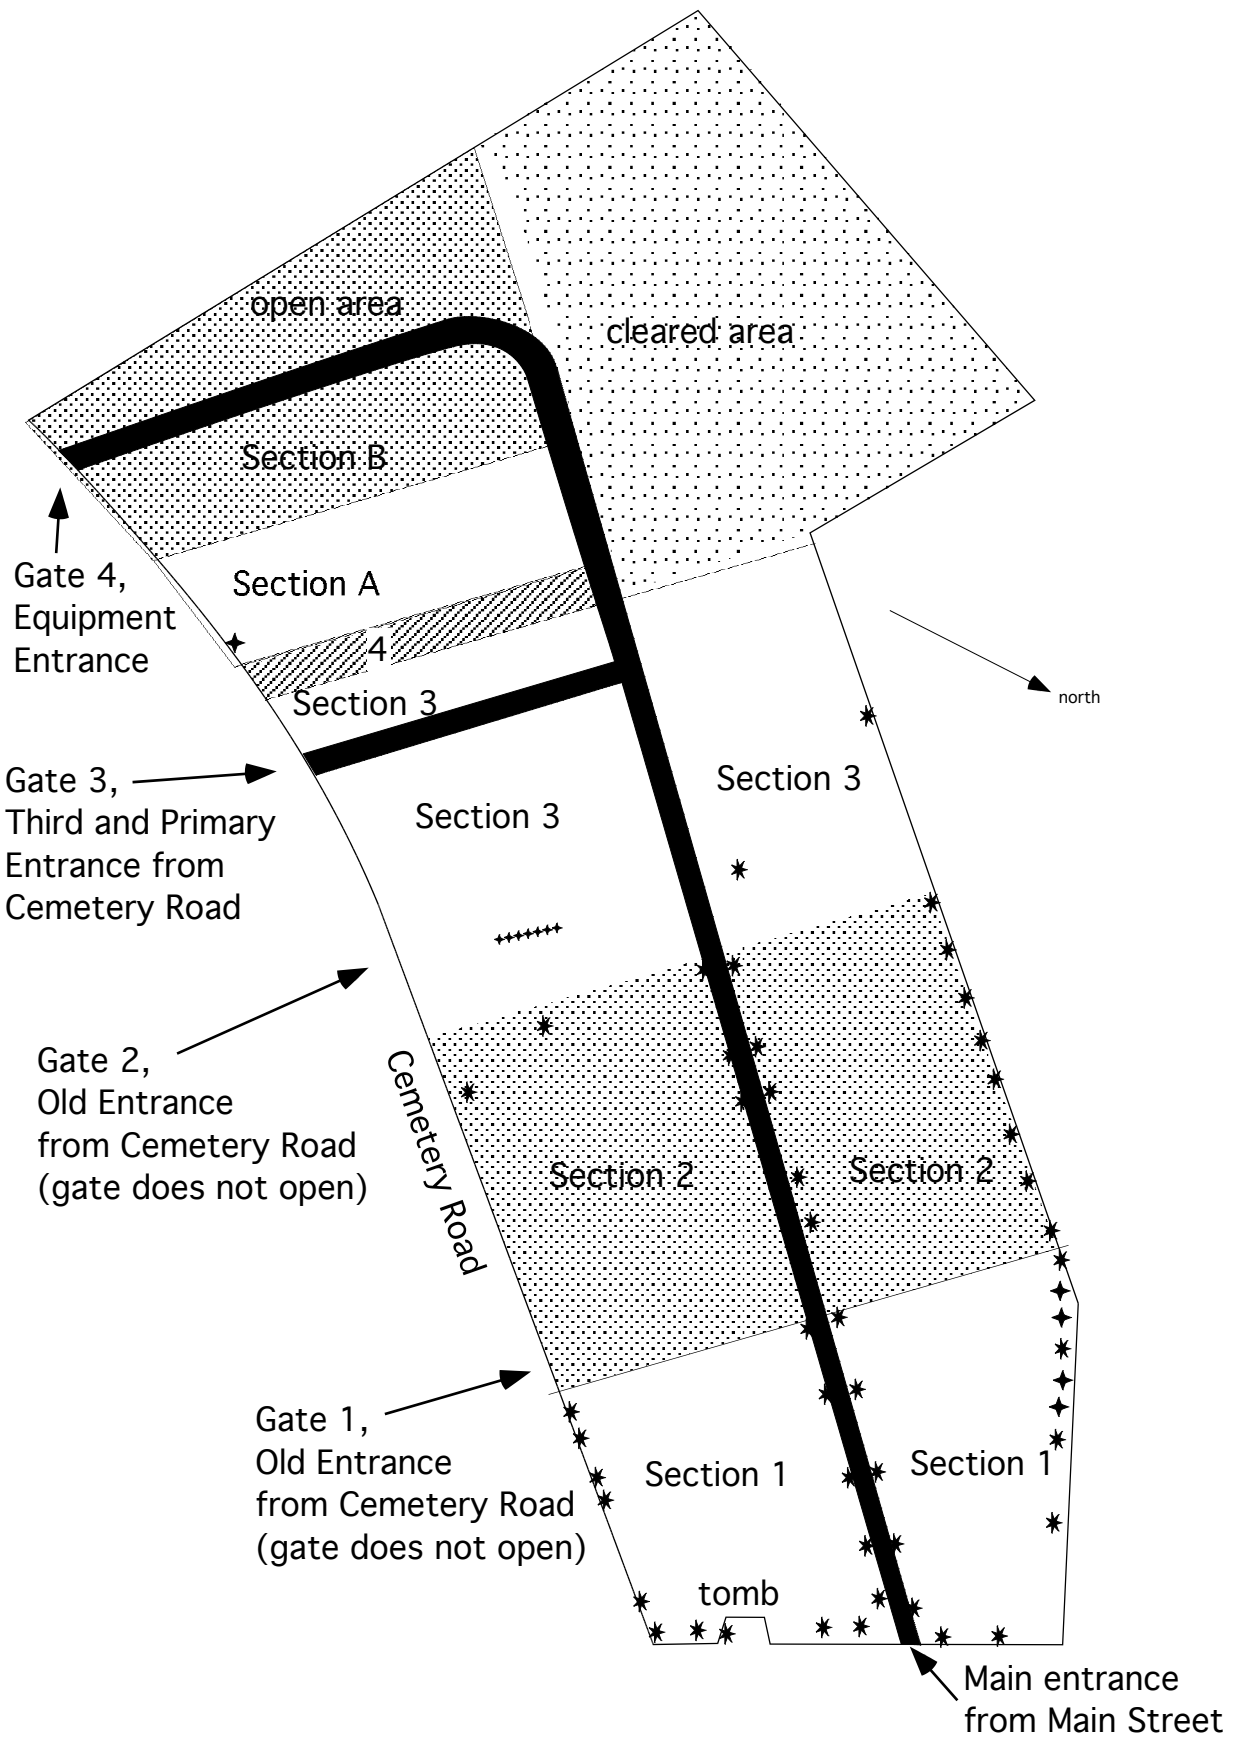 open area
cleared area
Section B
Gate 4,
Equipment
Entrance
Section A
4
Section 3
north
Gate 3,
Third and Primary
Entrance from
Cemetery Road
Section 3
Section 3
Gate 2,
Old Entrance
from Cemetery Road
(gate does not open)
Cemetery Road
Section 2
Section 2
Gate 1,
Old Entrance
from Cemetery Road
(gate does not open)
Section 1
Section 1
tomb
Main entrance
from Main Street